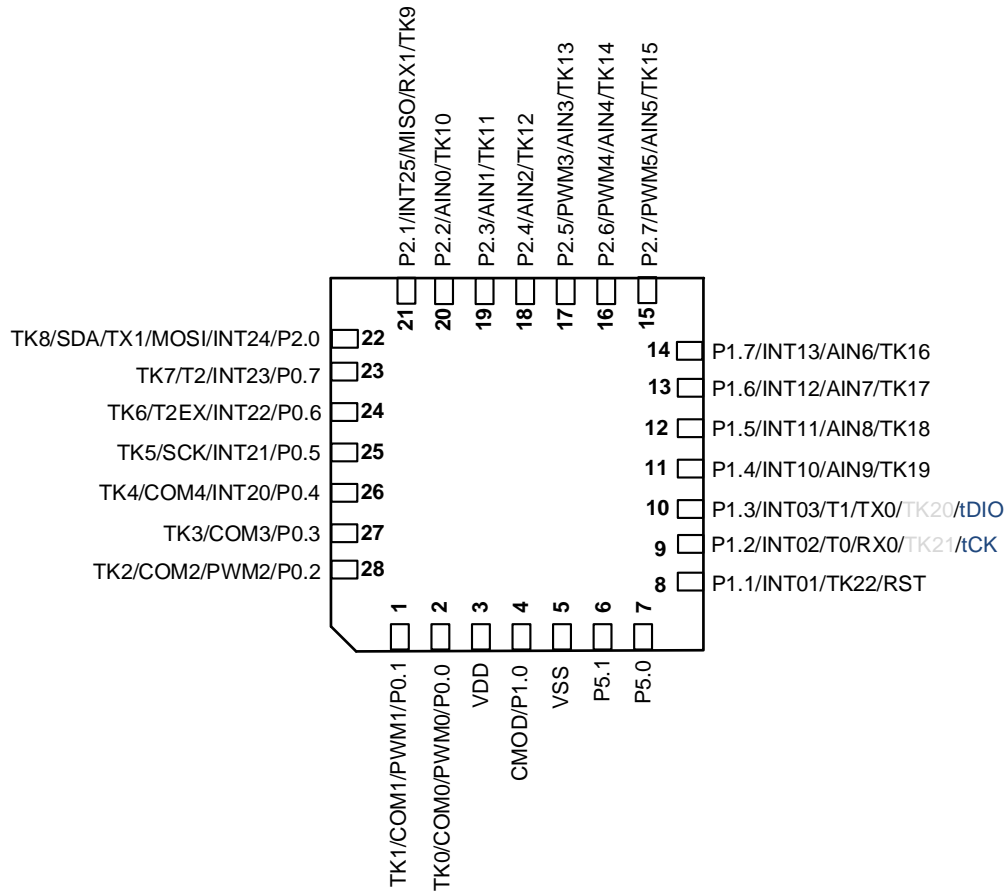 P2.1/INT25/MISO/RX1/TK9
P2.2/AIN0/TK10
P2.3/AIN1/TK11
P2.4/AIN2/TK12
P2.5/PWM3/AIN3/TK13
P2.6/PWM4/AIN4/TK14
P2.7/PWM5/AIN5/TK15
21
20
19
18
17
16
15
TK8/SDA/TX1/MOSI/INT24/P2.0
22
TK7/T2/INT23/P0.7
23
TK6/T2EX/INT22/P0.6
24
TK5/SCK/INT21/P0.5
25
TK4/COM4/INT20/P0.4
26
TK3/COM3/P0.3
27
TK2/COM2/PWM2/P0.2
28
14
P1.7/INT13/AIN6/TK16
13
P1.6/INT12/AIN7/TK17
12
P1.5/INT11/AIN8/TK18
11
P1.4/INT10/AIN9/TK19
10
P1.3/INT03/T1/TX0/TK20/tDIO
9
P1.2/INT02/T0/RX0/TK21/tCK
8
P1.1/INT01/TK22/RST
1
2
3
4
5
6
7
TK1/COM1/PWM1/P0.1
TK0/COM0/PWM0/P0.0
VDD
CMOD/P1.0
VSS
P5.1
P5.0